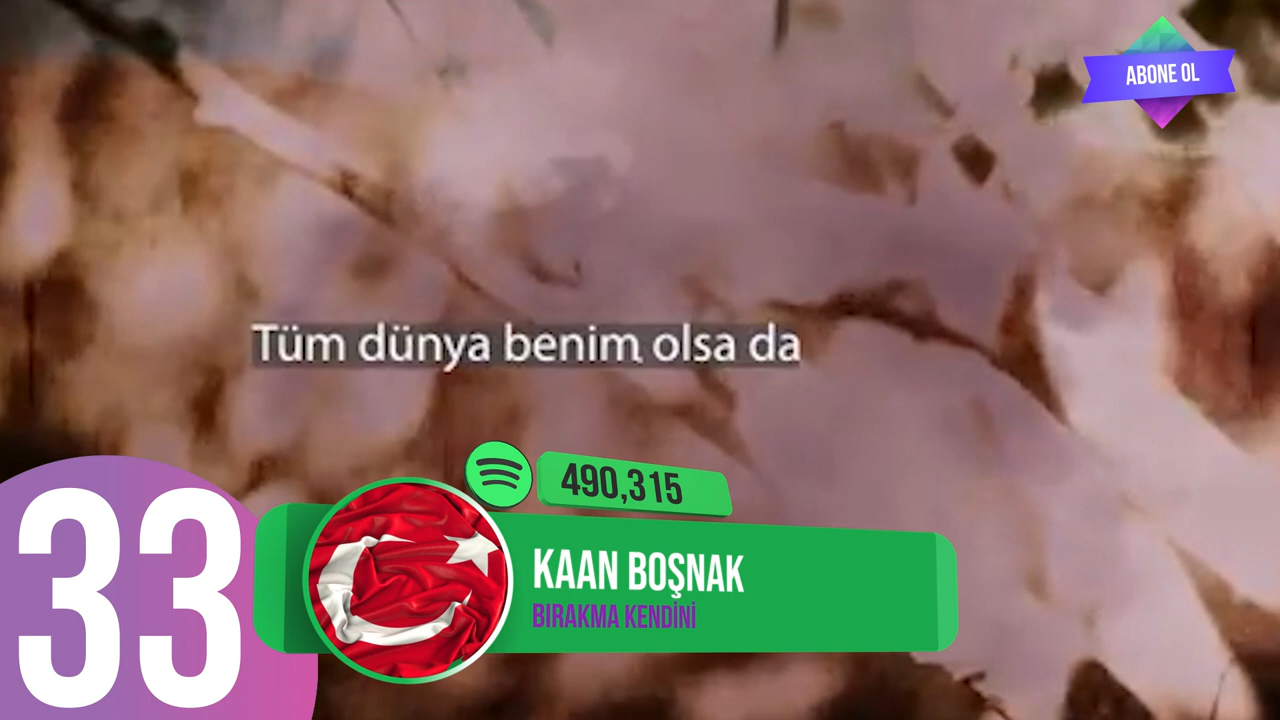 ABONE OL
Tüm dünya benim olsa da
490,315
33
KAAN BOŞNAK
BIRAKMA KENDİNİ